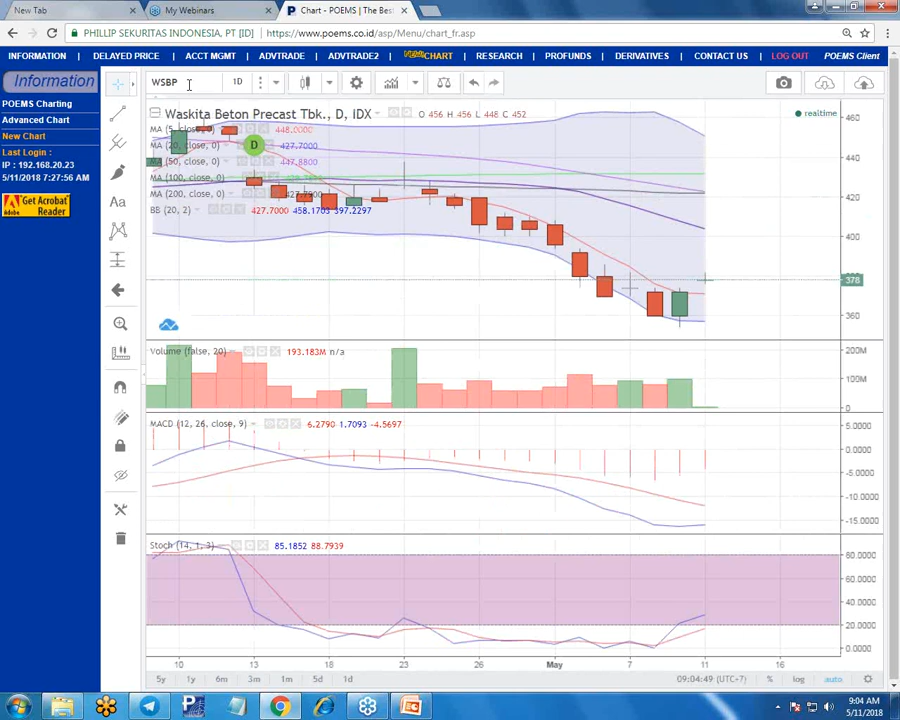 New Tab
My Webinars
Chart - POEMS | The Bes
PHILLIP SEKURITAS INDONESIA, PT [ID]
https://www.poems.co.id/asp/Menu/chart_fr.asp
INFORMATION | DELAYED PRICE | ACCT MGMT | ADVTRADE | ADVTRADE2 | CHART | RESEARCH | PROFUNDS | DERIVATIVES | CONTACT US | LOG OUT POEMS Client
Information
POEMS Charting
Advanced Chart
New Chart
Last Login :
IP : 192.168.20.23
5/11/2018 7:27:56 AM
Get Acrobat
Reader
Adobe
WSBP
1D
Waskita Beton Precast Tbk., D, IDX
O 456 H 456 L 448 C 452
realtime
MA (5, close, 0) 448.0000
MA (20, close, 0) 427.7000
MA (50, close, 0) 447.8800
MA (100, close, 0)
MA (200, close, 0)
BB (20, 2) 427.7000 458.1703 397.2297
D
460
440
420
400
378
360
Volume (false, 20) 193.183M n/a
200M
100M
0
MACD (12, 26, close, 9) 6.2790 1.7093 -4.5697
5.0000
0.0000
-5.0000
-10.0000
-15.0000
Stoch (14, 1, 3) 85.1852 88.7939
80.0000
60.0000
40.0000
20.0000
0.0000
10 13 18 23 26 May 7 11 16
5y 1y 6m 3m 1m 5d 1d
09:04:49 (UTC+7)
% log auto
9:04 AM
5/11/2018